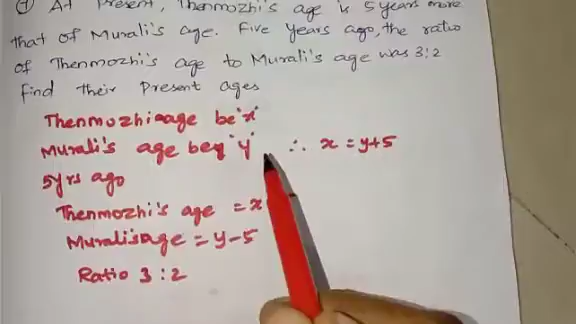 7 At Present, Thenmozhi's age is 5 years more
that of Murali's age. Five Years ago, the ratio
of Thenmozhi's age to Murali's age was 3:2
find their Present ages
Thenmozhi age be 'x'
Murali's age be 'y' ∴ x = y+5
5yrs ago
Thenmozhi's age = x
Murali's age = y-5
Ratio 3:2